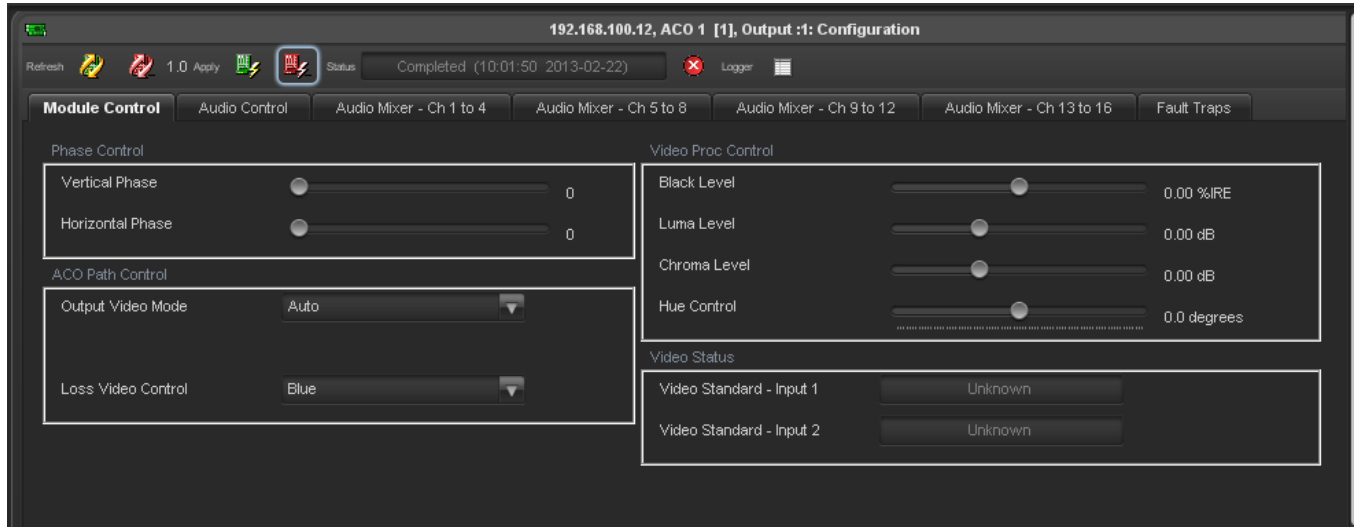 192.168.100.12, ACO 1 [1], Output :1: Configuration
Refresh 1.0 Apply Status Completed (10:01:50 2013-02-22) Logger
Module Control Audio Control Audio Mixer - Ch 1 to 4 Audio Mixer - Ch 5 to 8 Audio Mixer - Ch 9 to 12 Audio Mixer - Ch 13 to 16 Fault Traps
Phase Control
Vertical Phase 0
Horizontal Phase 0
ACO Path Control
Output Video Mode Auto
Loss Video Control Blue
Video Proc Control
Black Level 0.00 %IRE
Luma Level 0.00 dB
Chroma Level 0.00 dB
Hue Control 0.0 degrees
Video Status
Video Standard - Input 1 Unknown
Video Standard - Input 2 Unknown